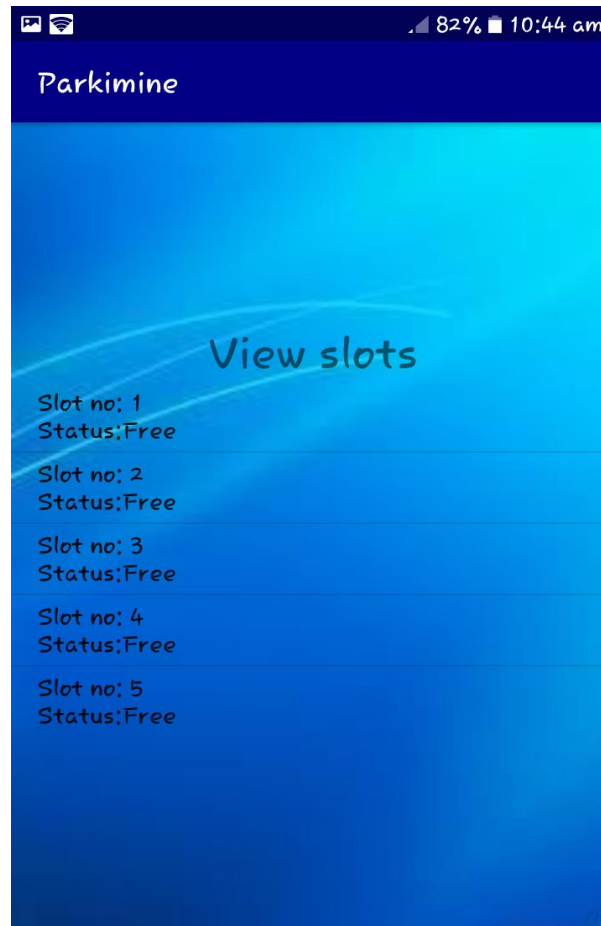 82% 10:44 am
Parkimine
View slots
Slot no: 1
Status:Free
Slot no: 2
Status:Free
Slot no: 3
Status:Free
Slot no: 4
Status:Free
Slot no: 5
Status:Free